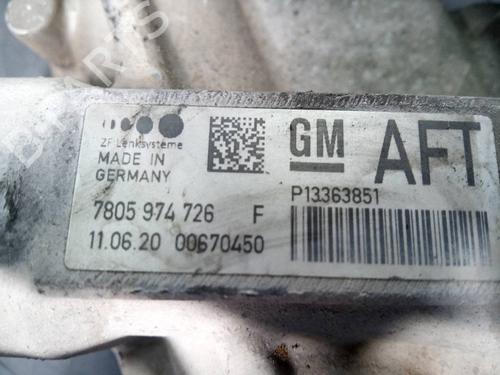 ZF Lenksysteme
MADE IN
GERMANY
7805 974 726 F
11.06.20 00670450
GM
AFT
P13363851